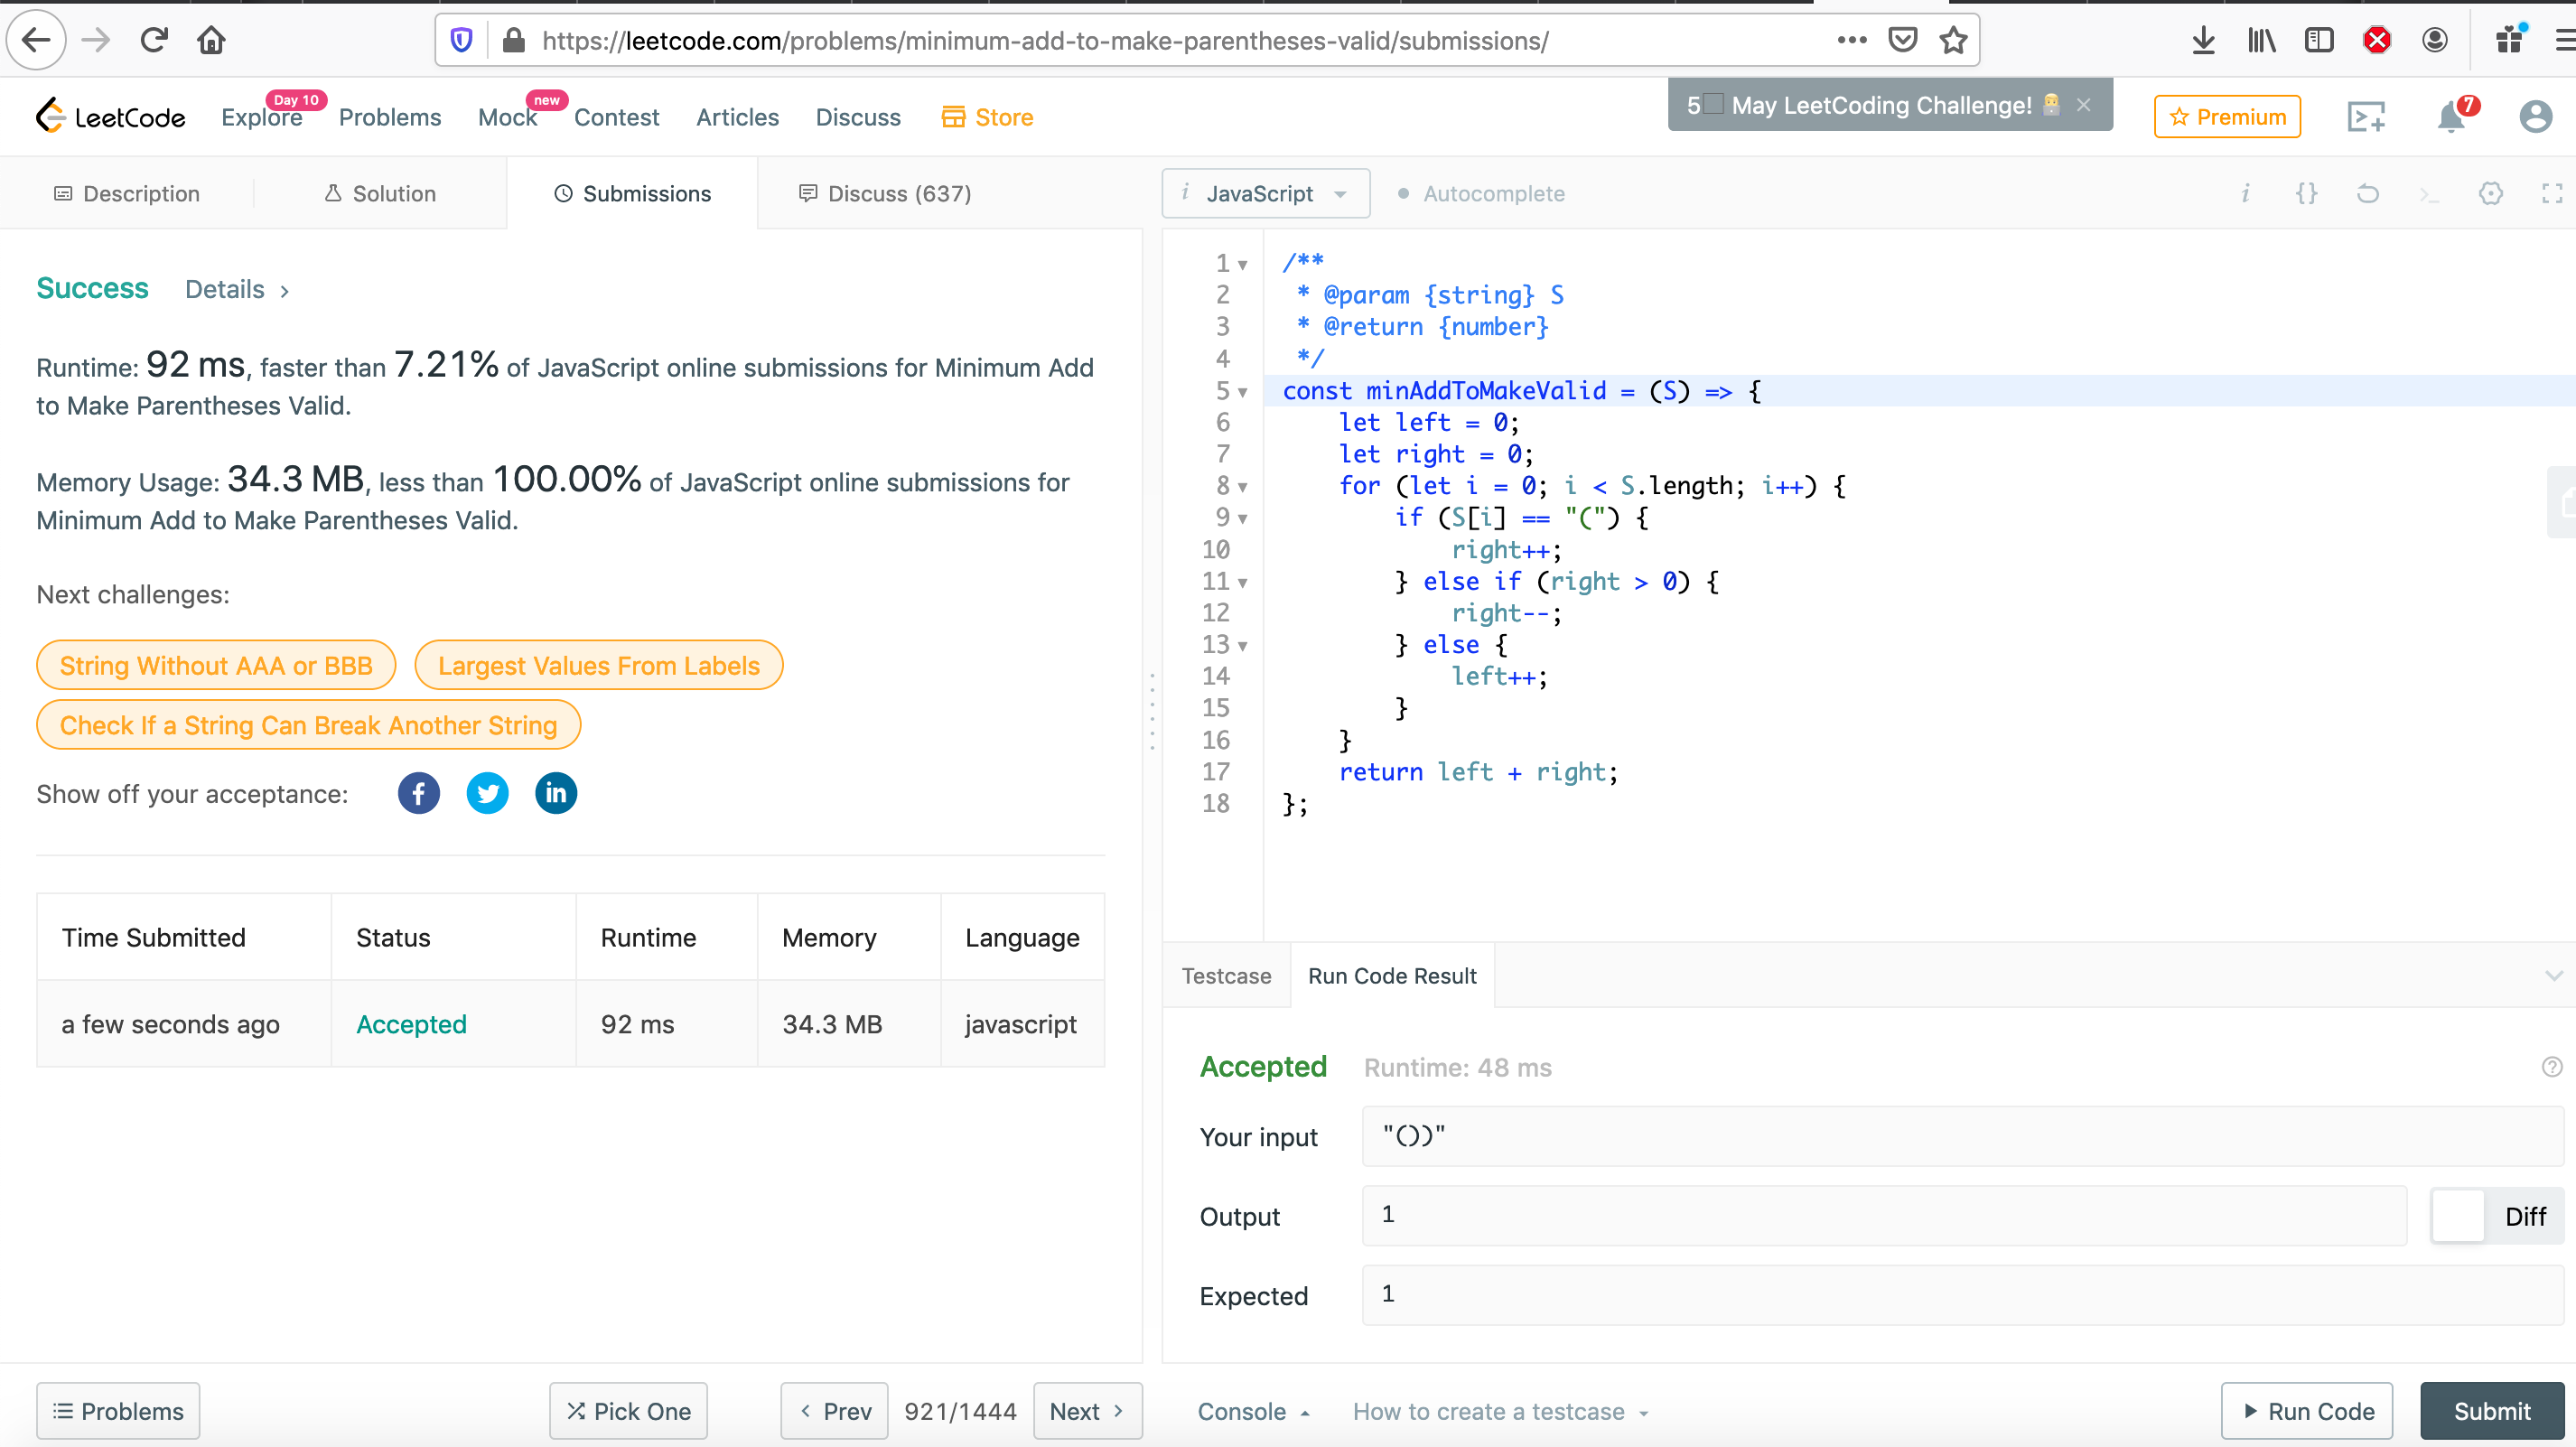 https://leetcode.com/problems/minimum-add-to-make-parentheses-valid/submissions/
LeetCode
Explore
Day 10
Problems
Mock
new
Contest
Articles
Discuss
Store
5 May LeetCoding Challenge!
Premium
7
Description
Solution
Submissions
Discuss (637)
i JavaScript
Autocomplete
Success
Details >
Runtime: 92 ms, faster than 7.21% of JavaScript online submissions for Minimum Add
to Make Parentheses Valid.
Memory Usage: 34.3 MB, less than 100.00% of JavaScript online submissions for
Minimum Add to Make Parentheses Valid.
Next challenges:
String Without AAA or BBB
Largest Values From Labels
Check If a String Can Break Another String
Show off your acceptance:
Time Submitted Status Runtime Memory Language
a few seconds ago Accepted 92 ms 34.3 MB javascript
Problems
Pick One
< Prev
921/1444
Next >
1 /**
2  * @param {string} S
3  * @return {number}
4  */
5 const minAddToMakeValid = (S) => {
6     let left = 0;
7     let right = 0;
8     for (let i = 0; i < S.length; i++) {
9         if (S[i] == "(") {
10             right++;
11         } else if (right > 0) {
12             right--;
13         } else {
14             left++;
15         }
16     }
17     return left + right;
18 };
Testcase
Run Code Result
Accepted
Runtime: 48 ms
Your input
"())"
Output
1
Diff
Expected
1
Console
How to create a testcase
Run Code
Submit